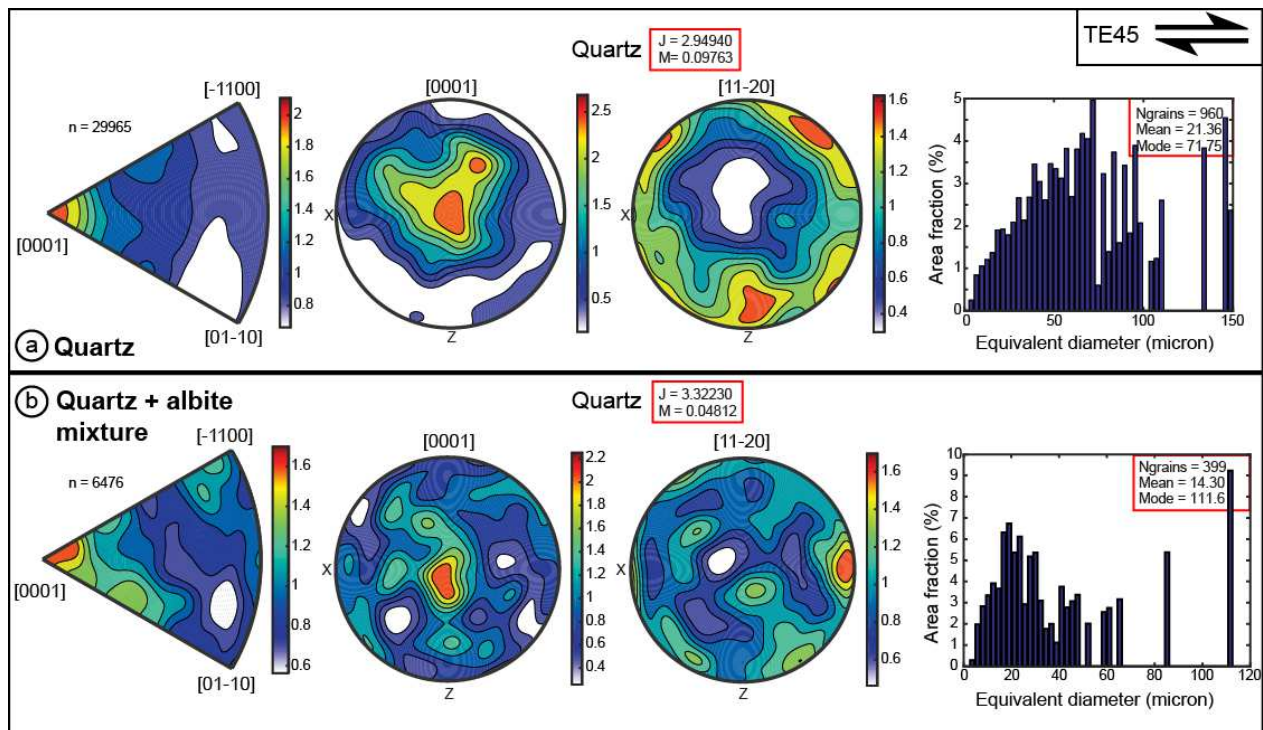 TE45
Quartz
J = 2.94940
M= 0.09763
[-1100]
n = 29965
[0001]
[01-10]
2
1.8
1.6
1.4
1.2
1
0.8
[0001]
X
Z
2.5
2
1.5
1
0.5
[11-20]
X
Z
1.6
1.4
1.2
1
0.8
0.6
0.4
Area fraction (%)
5
4
3
3
1
0
0
50
100
150
Equivalent diameter (micron)
Ngrains = 960
Mean = 21.36
Mode = 71.75
a Quartz
b Quartz + albite
mixture
Quartz
J = 3.32230
M = 0.04812
[-1100]
n = 6476
[0001]
[01-10]
1.6
1.4
1.2
1
0.8
0.6
[0001]
X
Z
2.2
2
1.8
1.6
1.4
1.2
1
0.8
0.6
0.4
[11-20]
X
Z
1.6
1.4
1.2
1
0.8
0.6
Area fraction (%)
10
9
8
7
6
5
4
3
2
1
0
0
20
40
60
80
100
120
Equivalent diameter (micron)
Ngrains = 399
Mean = 14.30
Mode = 111.6